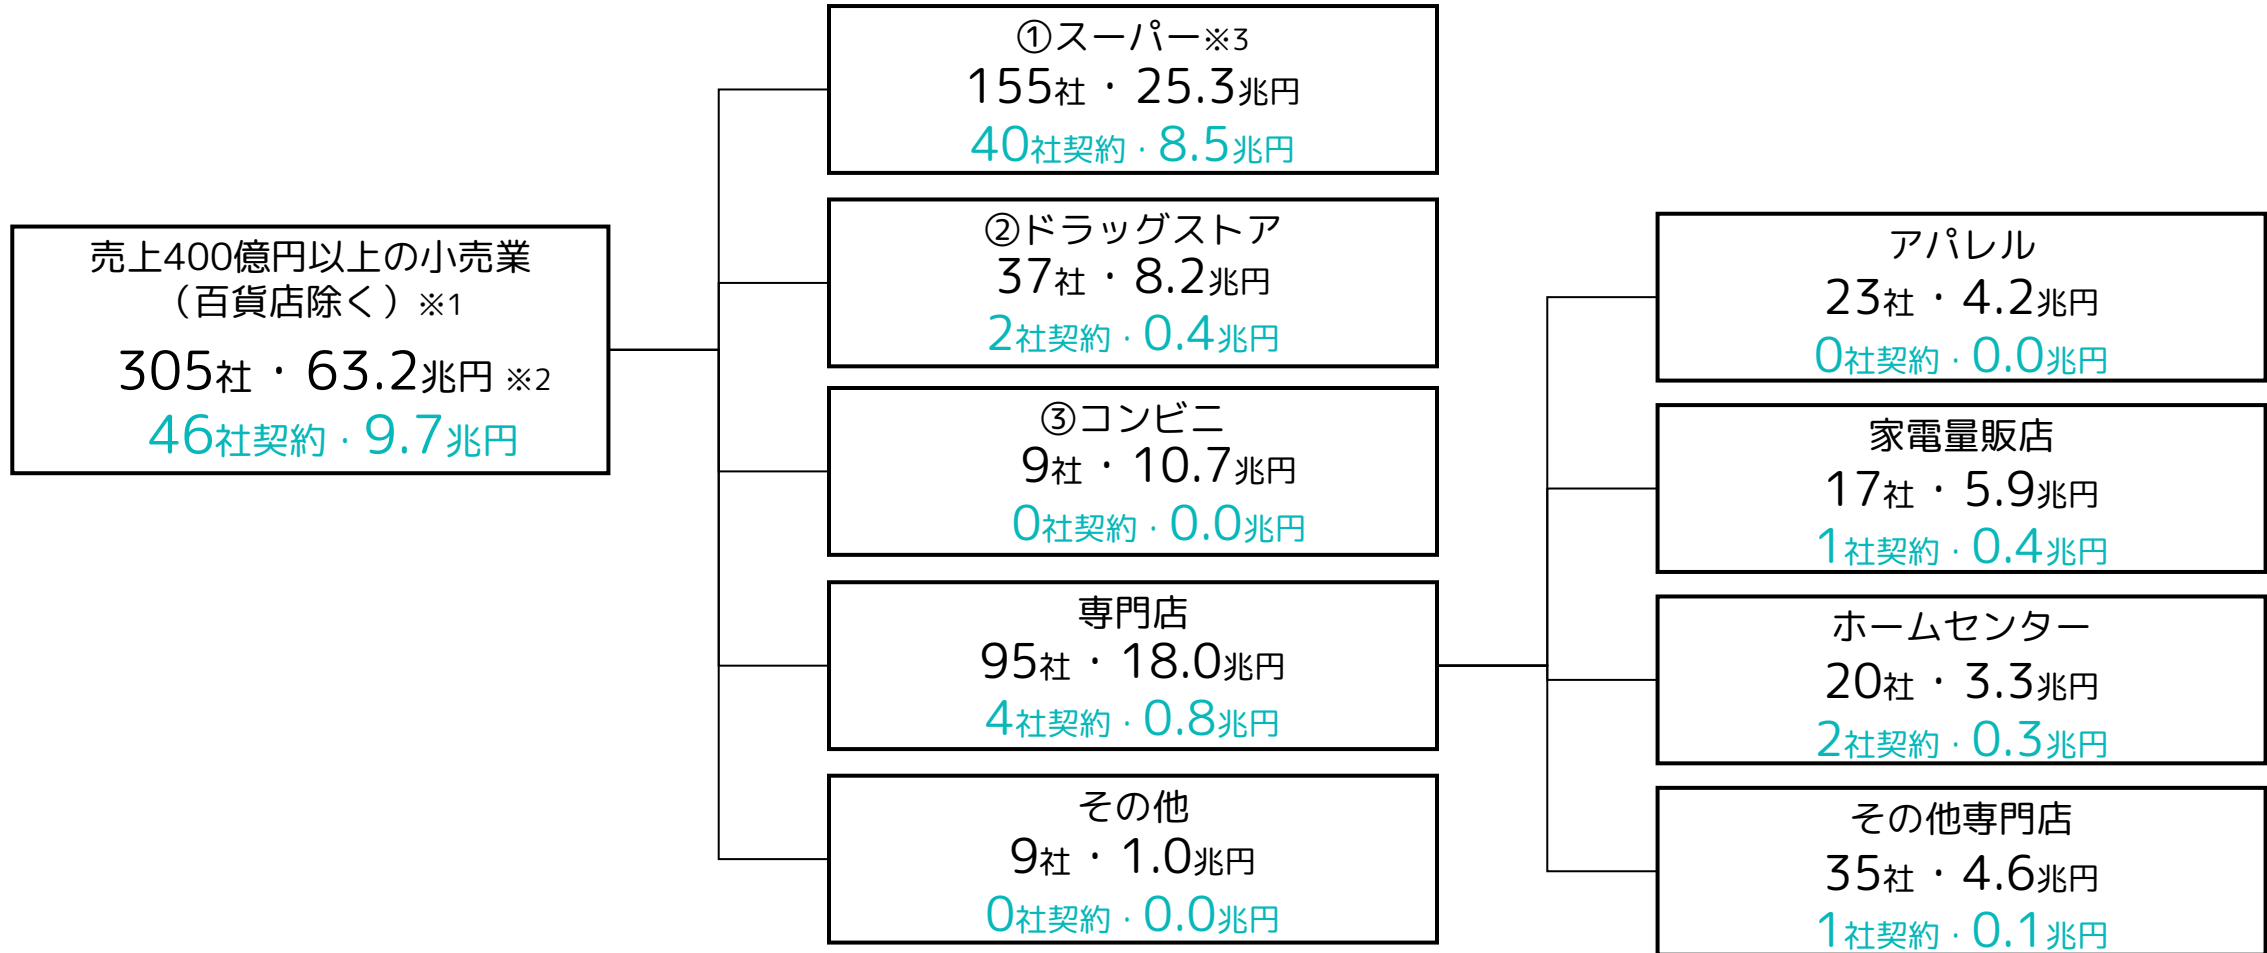 売上400億円以上の小売業
（百貨店除く）※1
305社・63.2兆円 ※2
46社契約・9.7兆円
①スーパー※3
155社・25.3兆円
40社契約・8.5兆円
②ドラッグストア
37社・8.2兆円
2社契約・0.4兆円
③コンビニ
9社・10.7兆円
0社契約・0.0兆円
専門店
95社・18.0兆円
4社契約・0.8兆円
その他
9社・1.0兆円
0社契約・0.0兆円
アパレル
23社・4.2兆円
0社契約・0.0兆円
家電量販店
17社・5.9兆円
1社契約・0.4兆円
ホームセンター
20社・3.3兆円
2社契約・0.3兆円
その他専門店
35社・4.6兆円
1社契約・0.1兆円